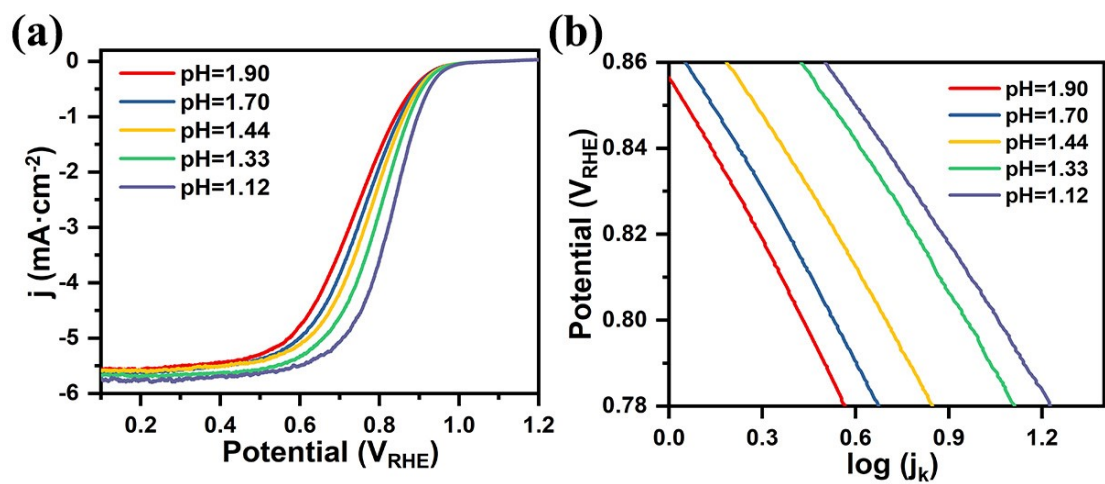 (a)
j (mA·cm-2)
0
-1
-2
-3
-4
-5
-6
pH=1.90
pH=1.70
pH=1.44
pH=1.33
pH=1.12
0.2 0.4 0.6 0.8 1.0 1.2
Potential (VRHE)
(b)
Potential (VRHE)
0.86
0.84
0.82
0.80
0.78
pH=1.90
pH=1.70
pH=1.44
pH=1.33
pH=1.12
0.0 0.3 0.6 0.9 1.2
log (jk)